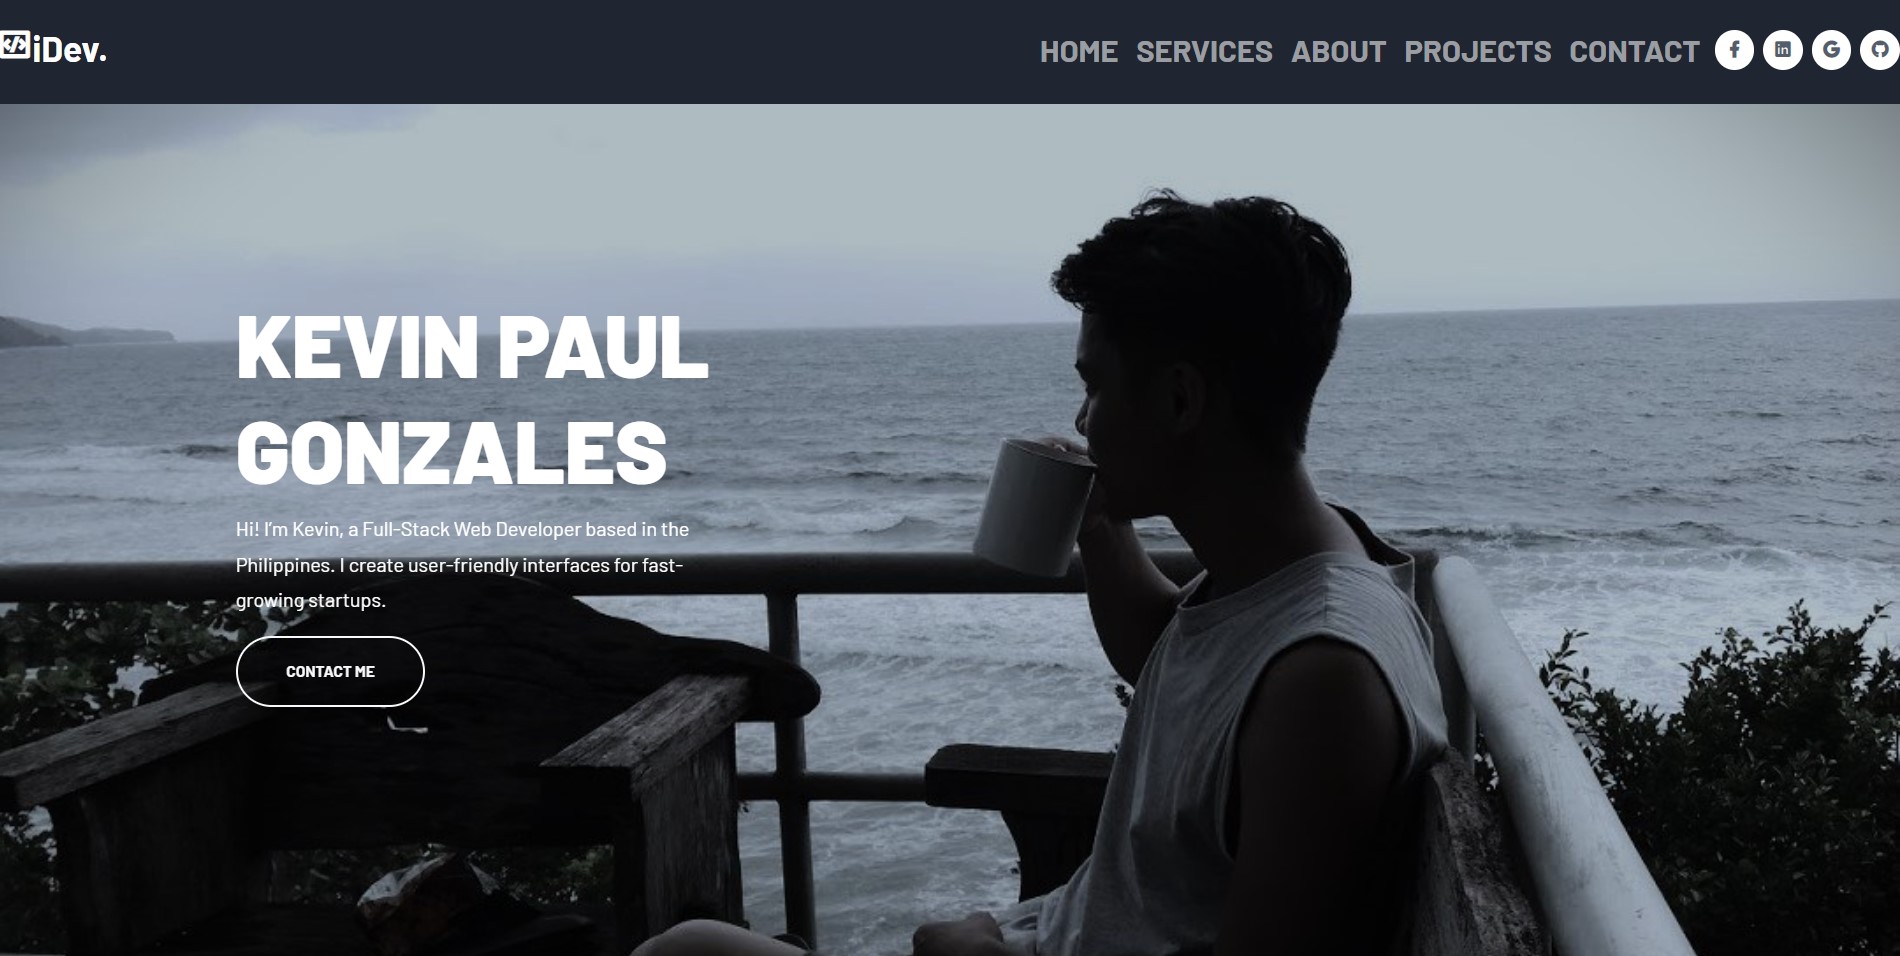 iDev.
HOME SERVICES ABOUT PROJECTS CONTACT
KEVIN PAUL
GONZALES
Hi! I'm Kevin, a Full-Stack Web Developer based in the
Philippines. I create user-friendly interfaces for fast-
growing startups.
CONTACT ME